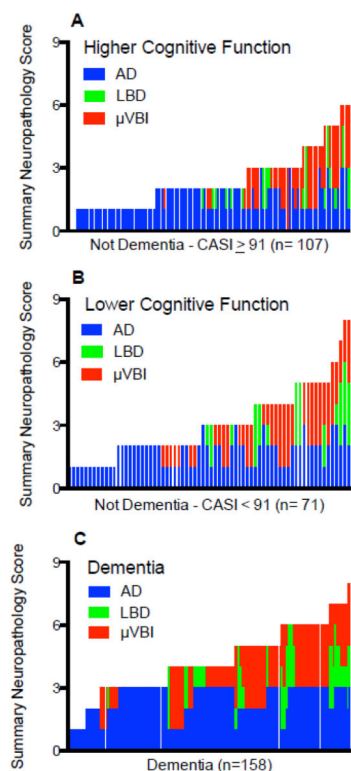 A
Higher Cognitive Function
AD
LBD
μVBI
Summary Neuropathology Score
9
6
3
0
Not Dementia - CASI ≥ 91 (n= 107)
B
Lower Cognitive Function
AD
LBD
μVBI
Summary Neuropathology Score
9
6
3
0
Not Dementia - CASI < 91 (n= 71)
C
Dementia
AD
LBD
μVBI
Summary Neuropathology Score
9
6
3
0
Dementia (n=158)